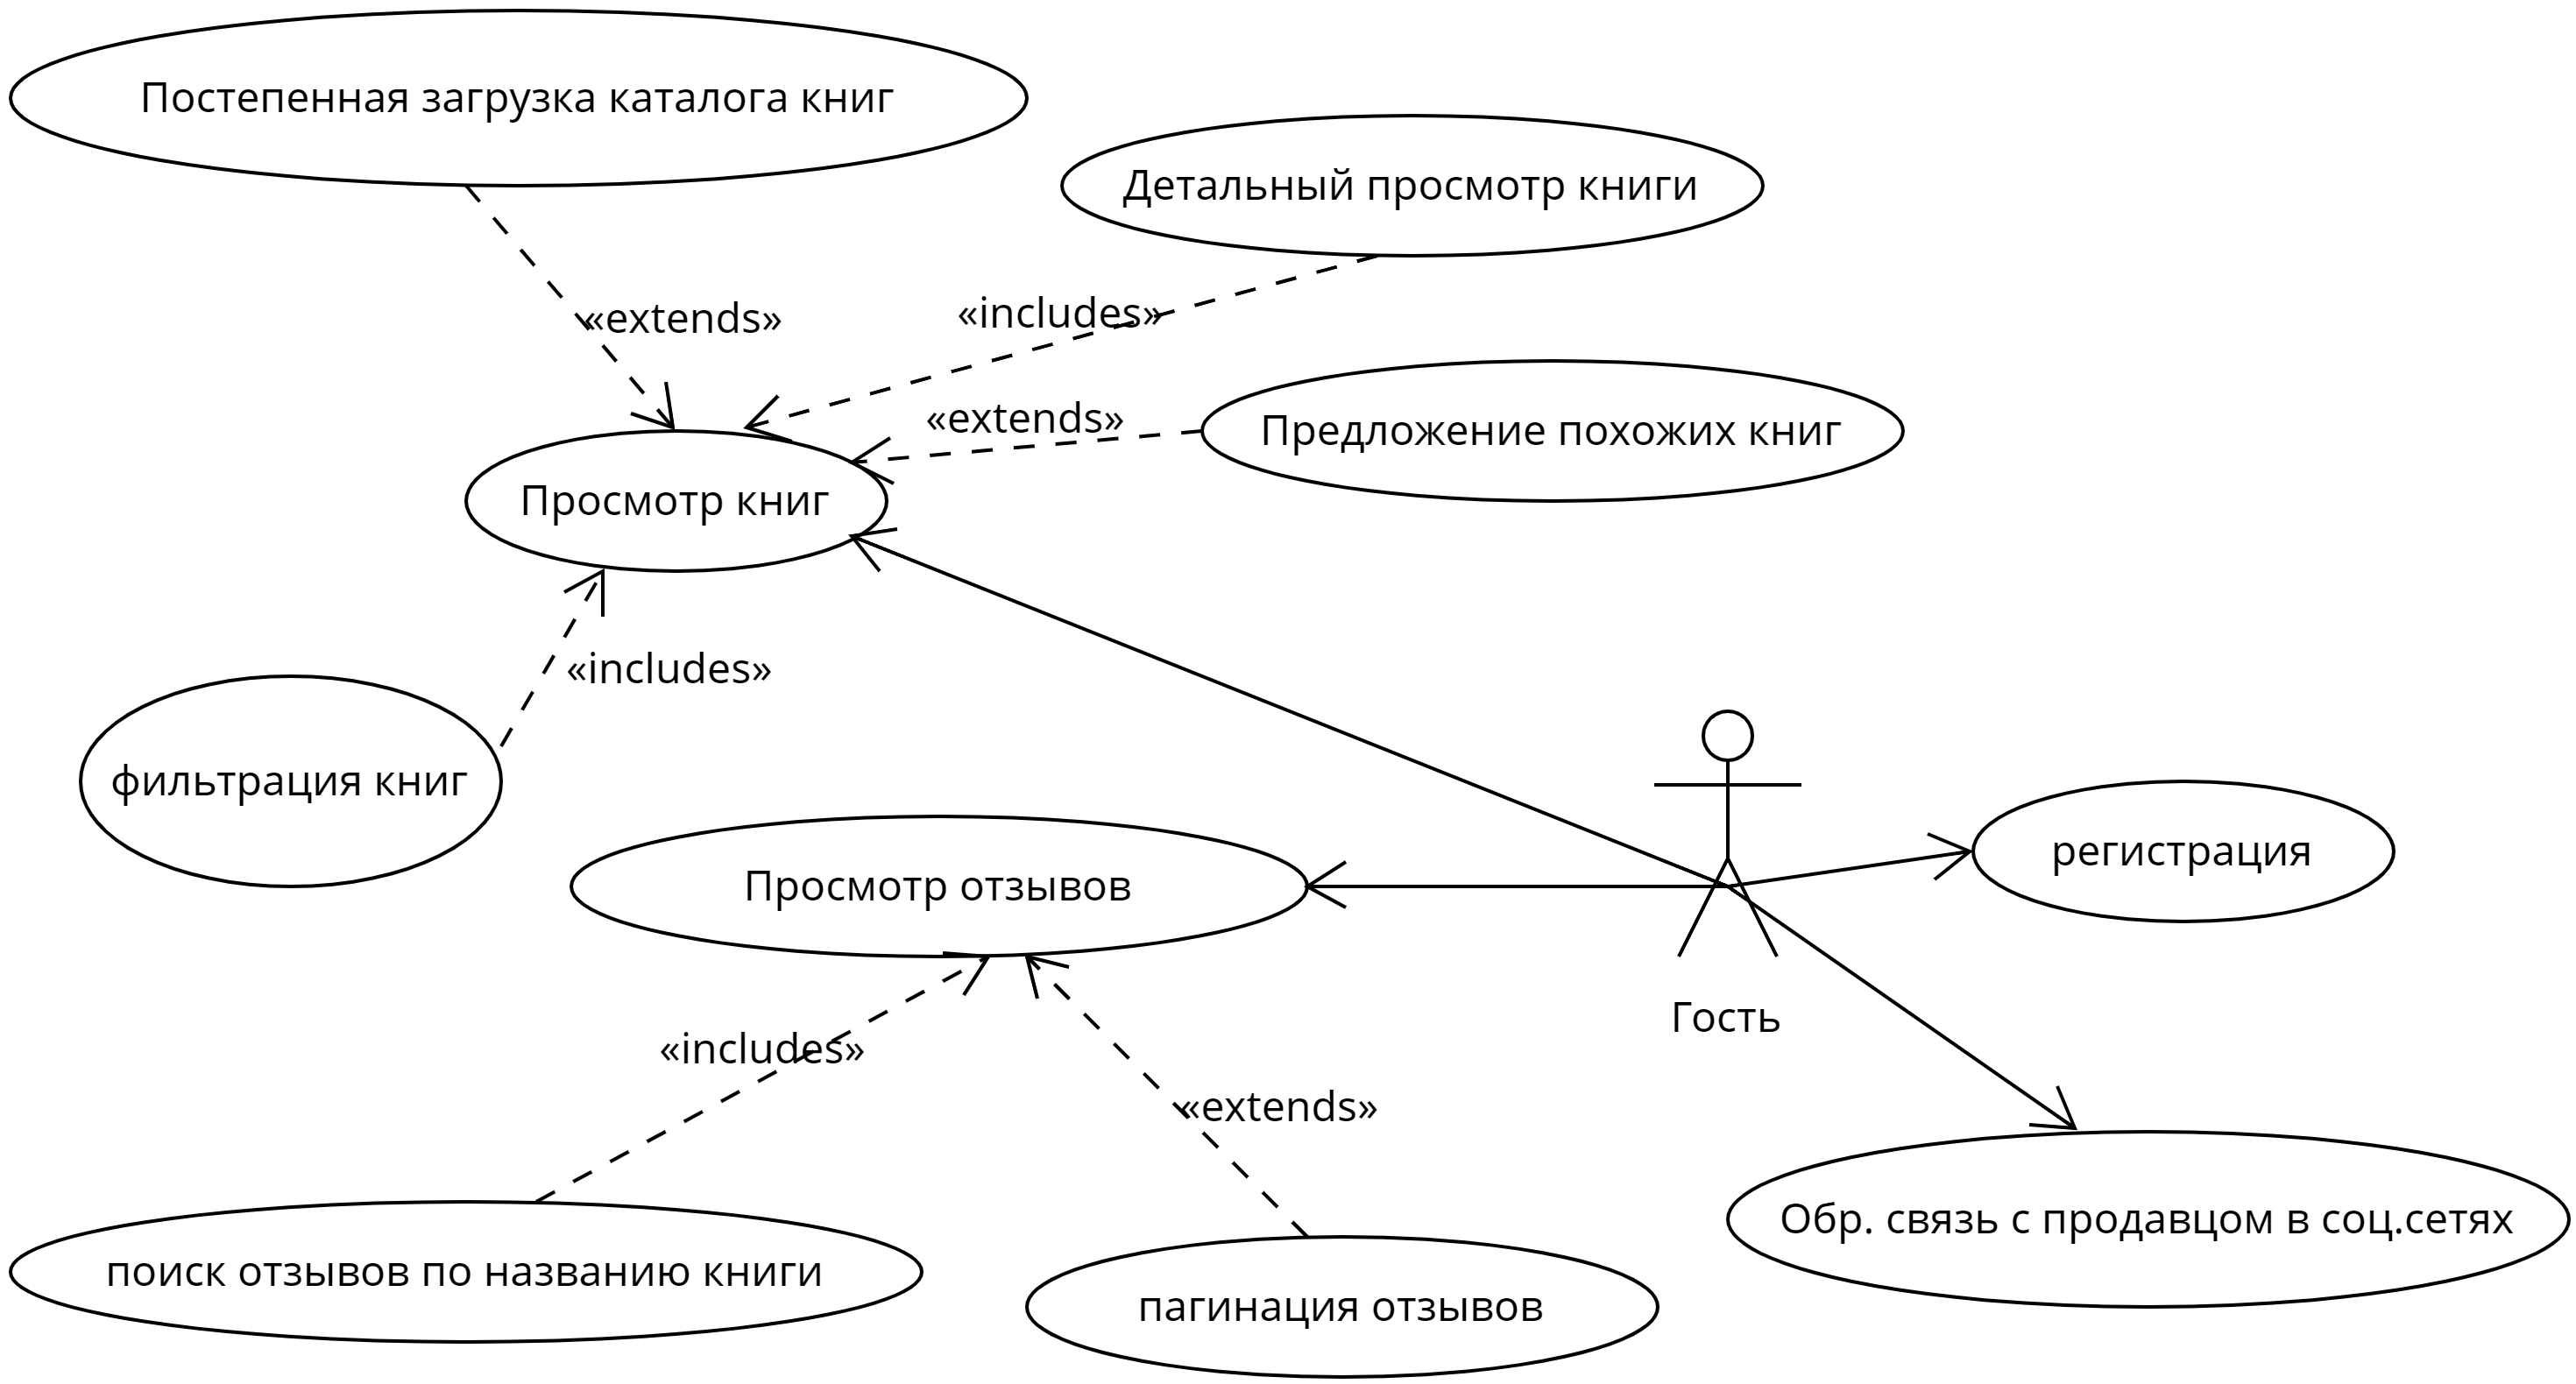 Постепенная загрузка каталога книг
Детальный просмотр книги
«extends»
«includes»
«extends»
Предложение похожих книг
Просмотр книг
«includes»
фильтрация книг
Просмотр отзывов
регистрация
Гость
«includes»
«extends»
Обр. связь с продавцом в соц.сетях
поиск отзывов по названию книги
пагинация отзывов